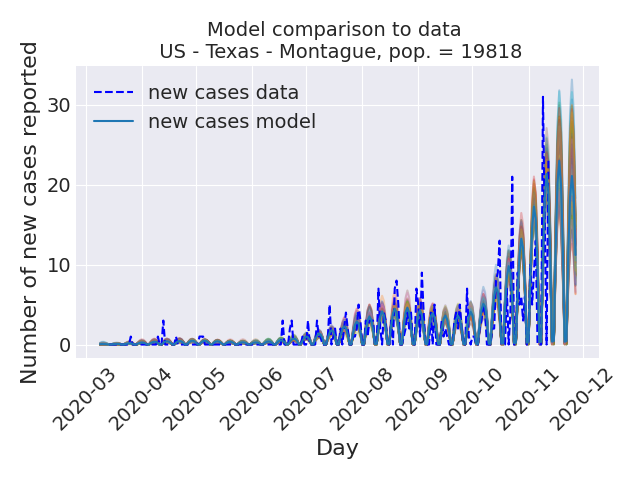 Model comparison to data
US - Texas - Montague, pop. = 19818
Number of new cases reported
new cases data
new cases model
30
20
10
0
2020-03
2020-04
2020-05
2020-06
2020-07
2020-08
2020-09
2020-10
2020-11
2020-12
Day